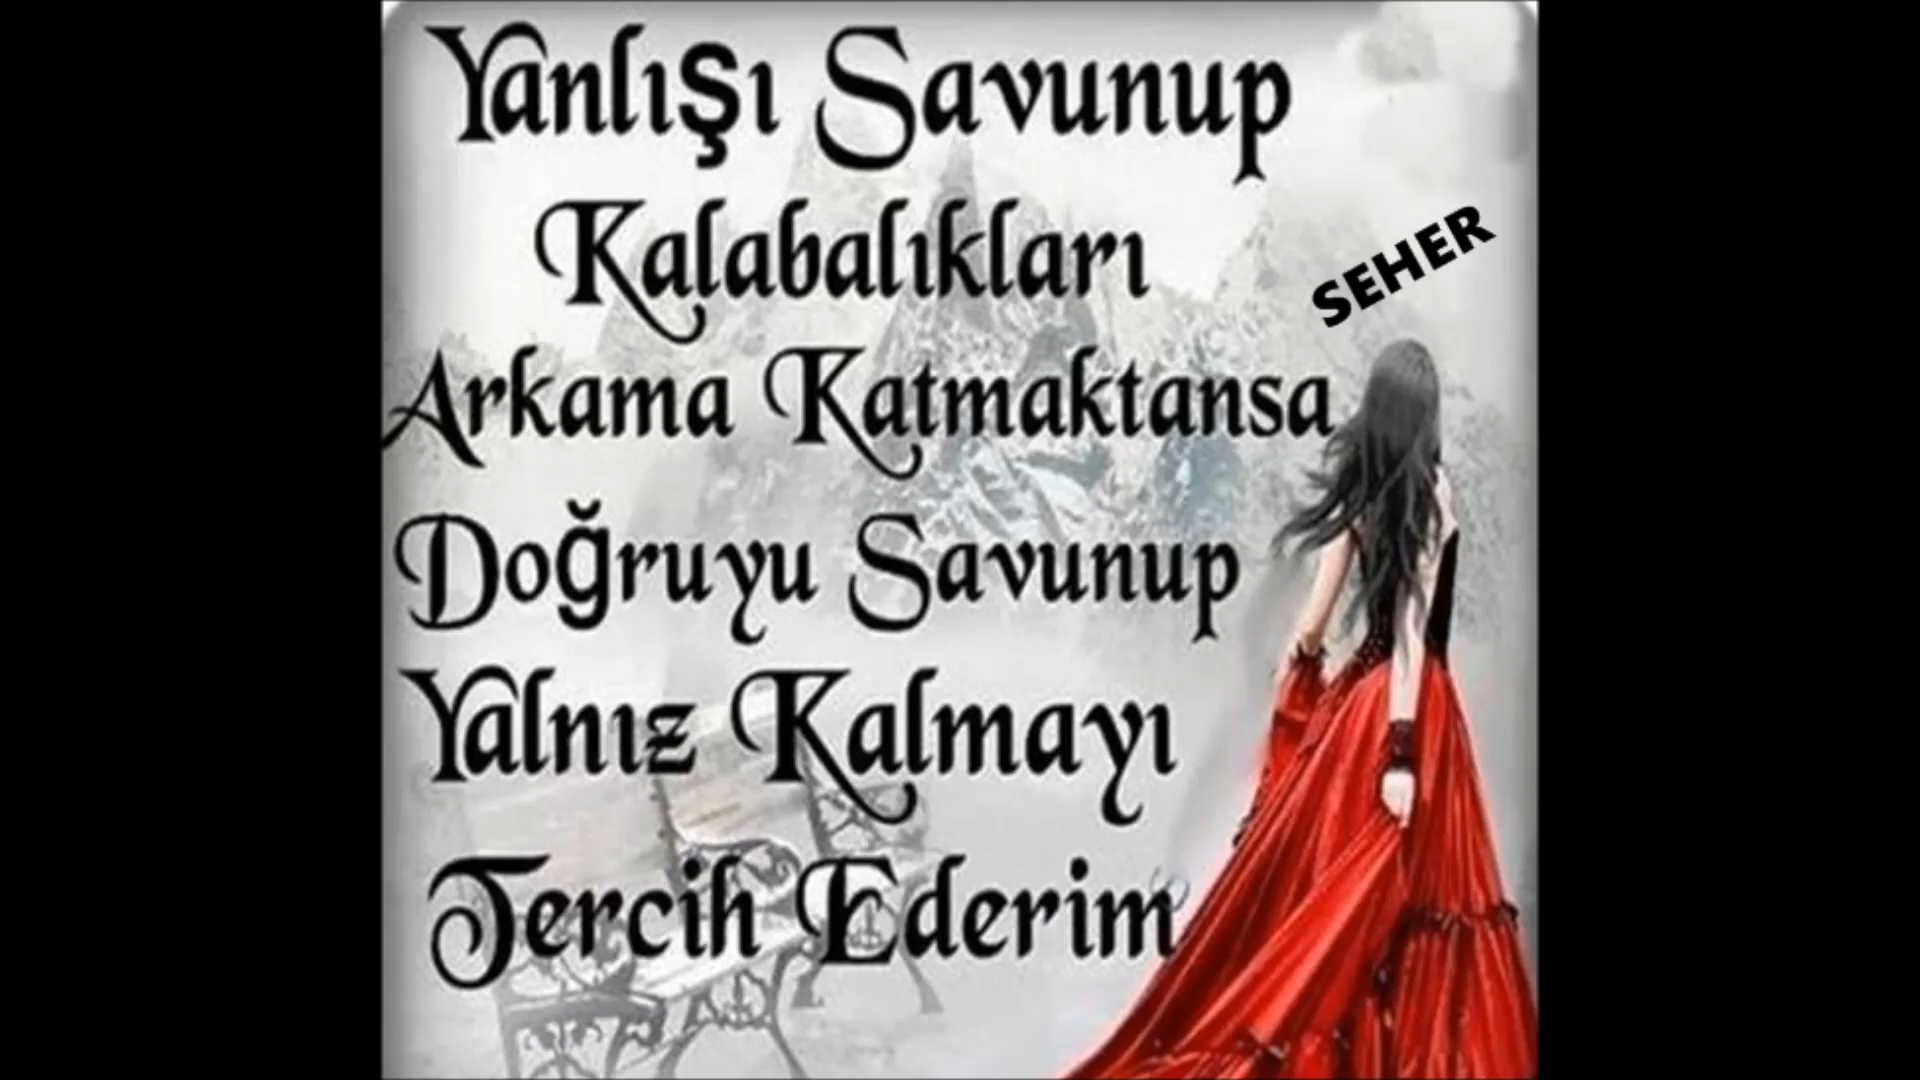 Yanlışı Savunup
Kalabalıkları
SEHER
Arkama Katmaktansa
Doğruyu Savunup
Yalnız Kalmayı
Tercih Ederim